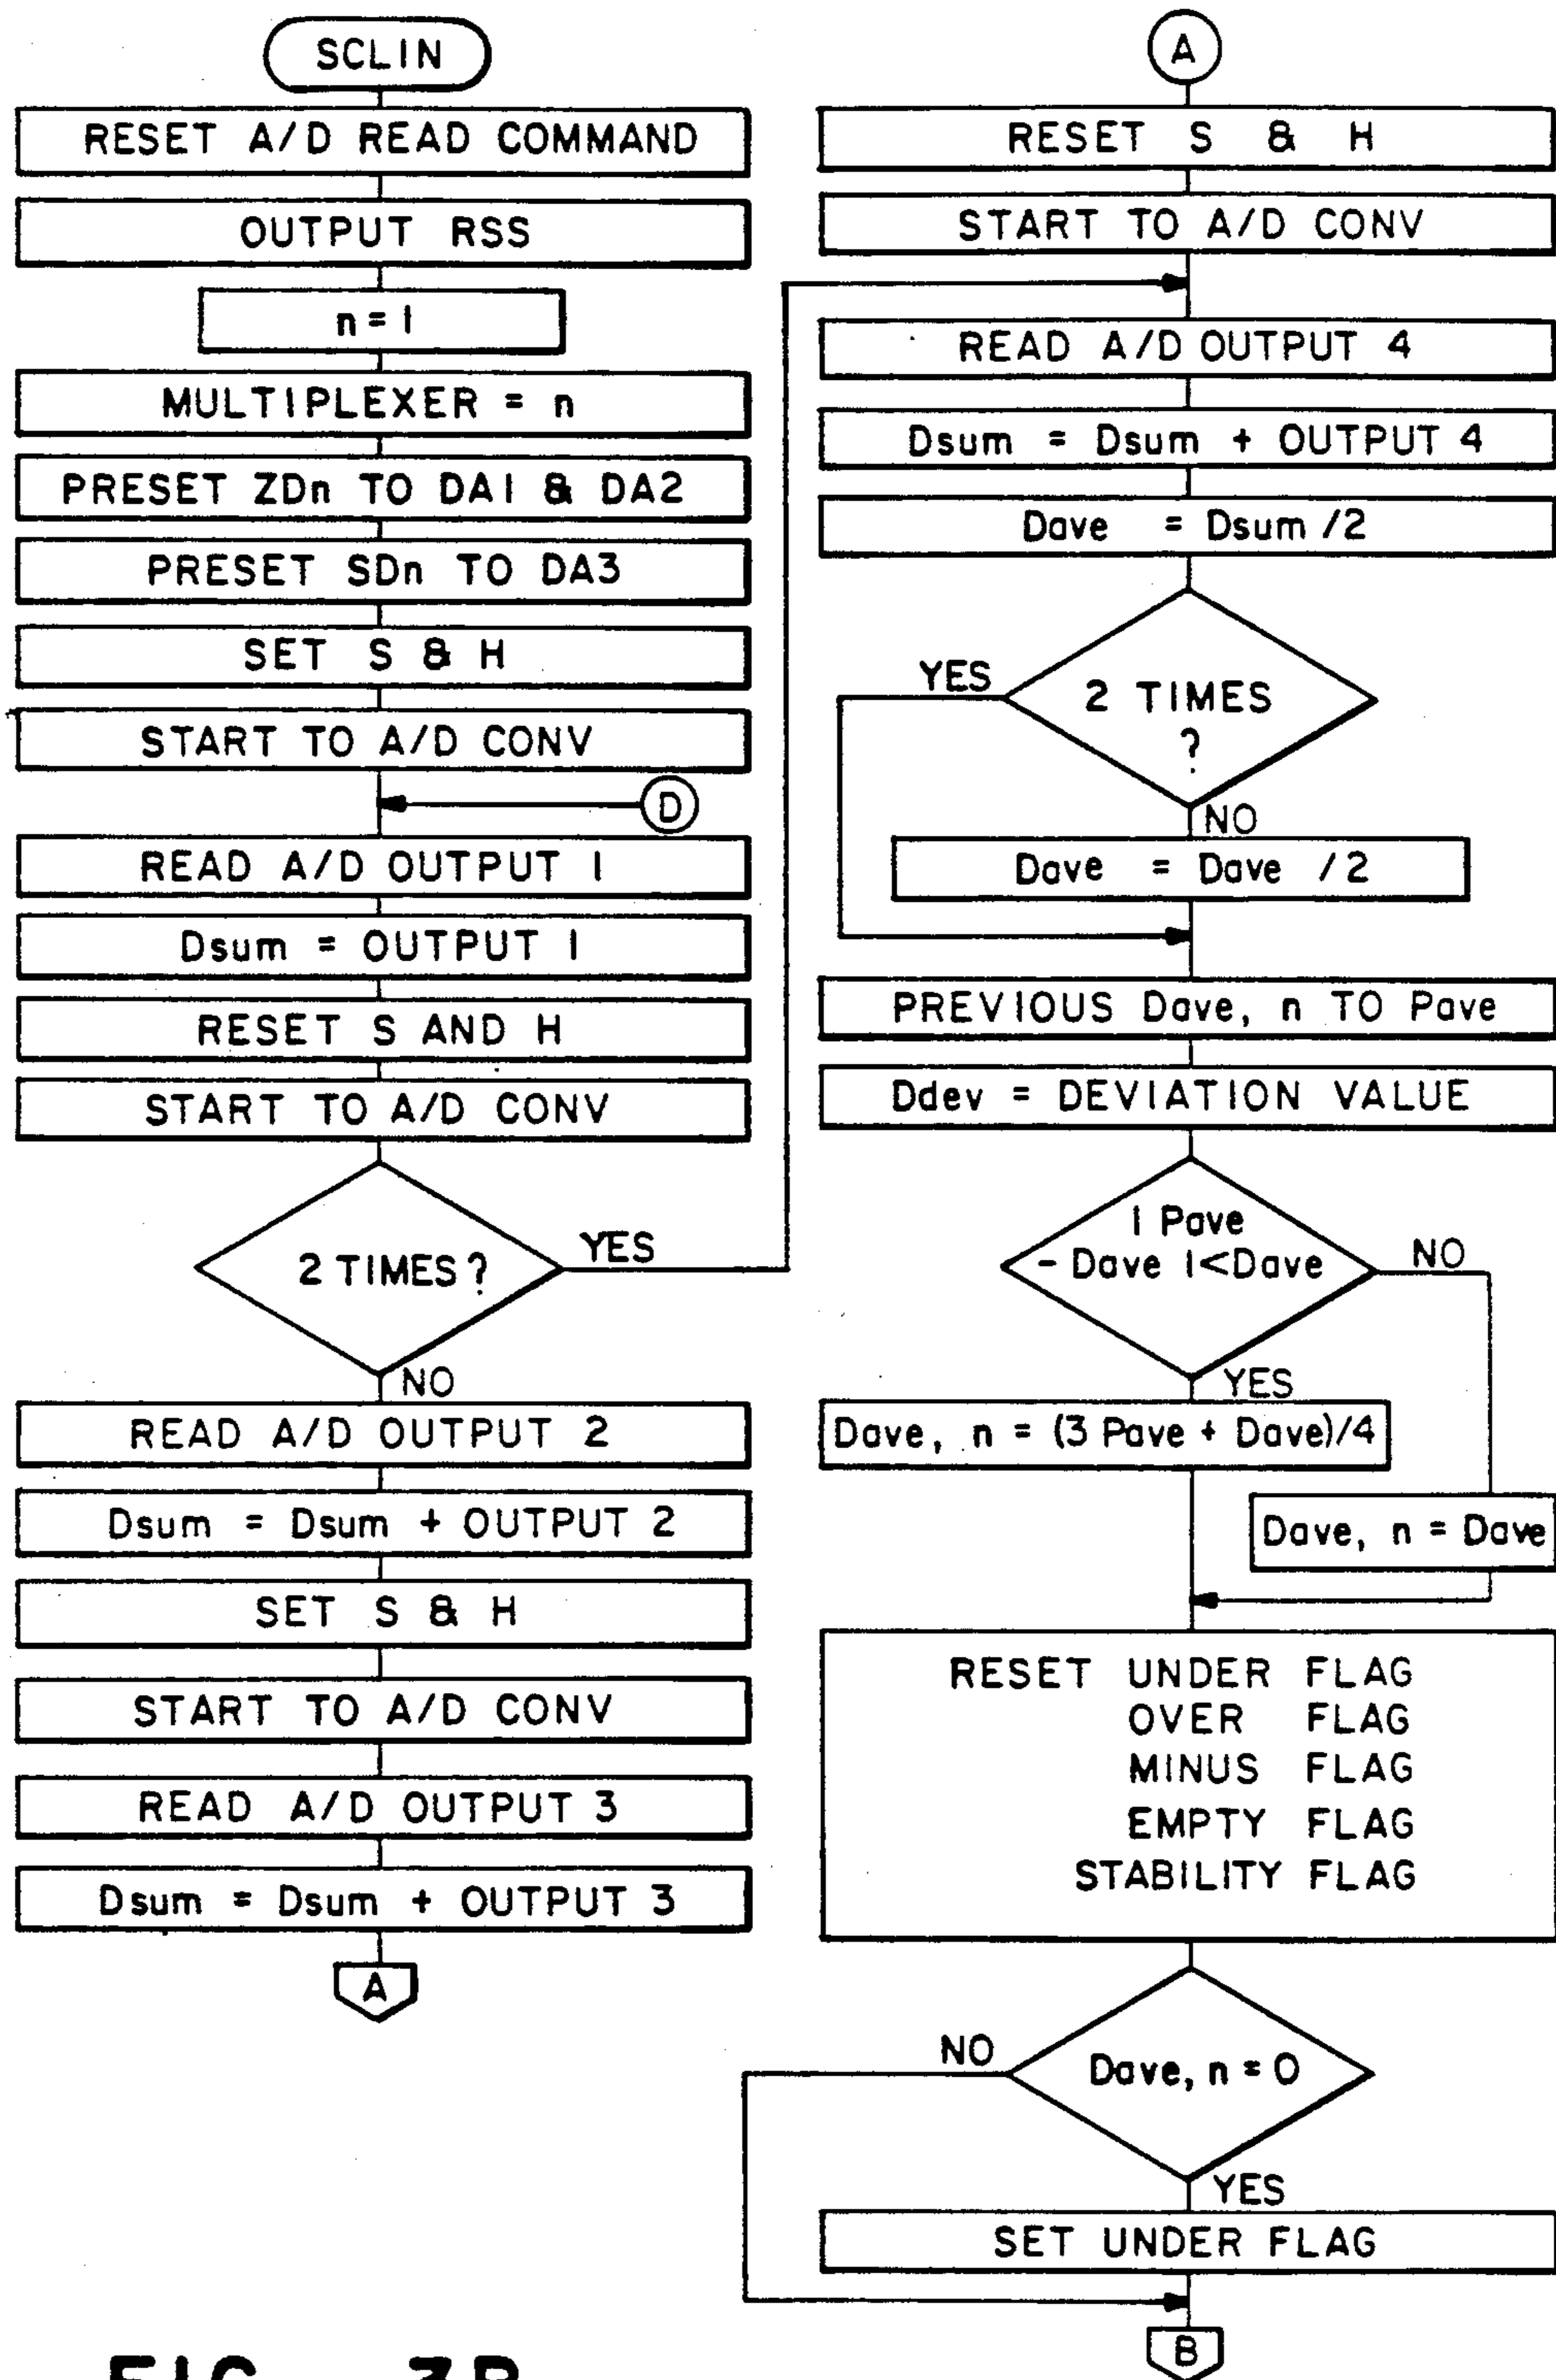 SCLIN
RESET A/D READ COMMAND
OUTPUT RSS
n = 1
MULTIPLEXER = n
PRESET ZDn TO DA1 & DA2
PRESET SDn TO DA3
SET S & H
START TO A/D CONV
D
READ A/D OUTPUT 1
Dsum = OUTPUT 1
RESET S AND H
START TO A/D CONV
2 TIMES ?
YES
NO
READ A/D OUTPUT 2
Dsum = Dsum + OUTPUT 2
SET S & H
START TO A/D CONV
READ A/D OUTPUT 3
Dsum = Dsum + OUTPUT 3
A
A
RESET S & H
START TO A/D CONV
READ A/D OUTPUT 4
Dsum = Dsum + OUTPUT 4
Dave = Dsum /2
YES
2 TIMES
?
NO
Dave = Dave /2
PREVIOUS Dave, n TO Pave
Ddev = DEVIATION VALUE
| Pave
- Dave |<Dave
NO
YES
Dave, n = (3 Pave + Dave)/4
Dave, n = Dave
RESET UNDER FLAG
OVER FLAG
MINUS FLAG
EMPTY FLAG
STABILITY FLAG
NO
Dave, n = 0
YES
SET UNDER FLAG
B
FIG. 3B